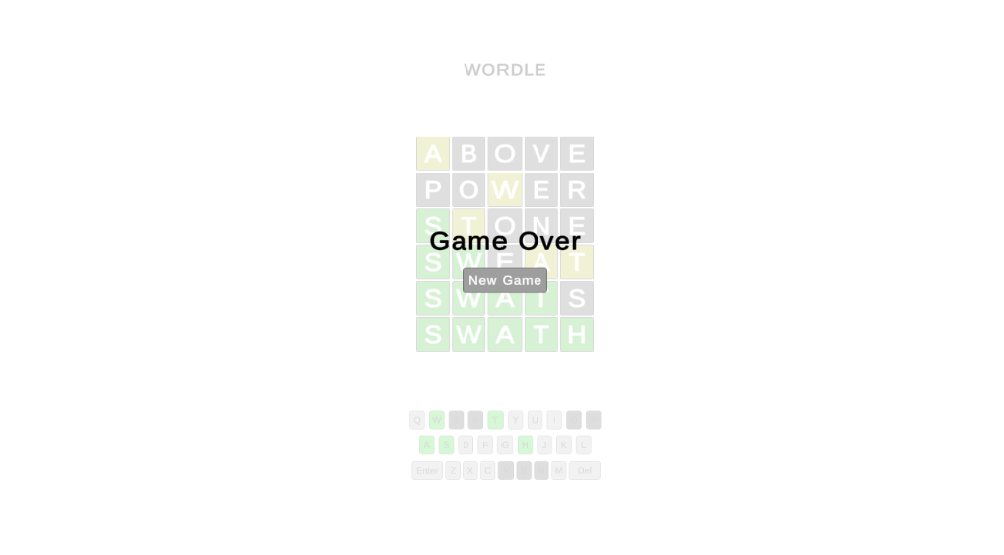 WORDLE
A B O V E
P O W E R
S T O N E
Game Over
S W E A T
New Game
S W A T S
S W A T H
Q W T Y U I
A S D F G H J K L
Enter Z X C M Del